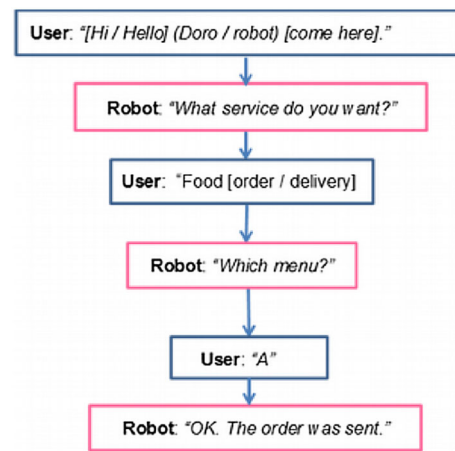 User: “[Hi / Hello] (Doro / robot) [come here].”
Robot: “What service do you want?”
User: “Food [order / delivery]
Robot: “Which menu?”
User: “A”
Robot: “OK. The order was sent.”